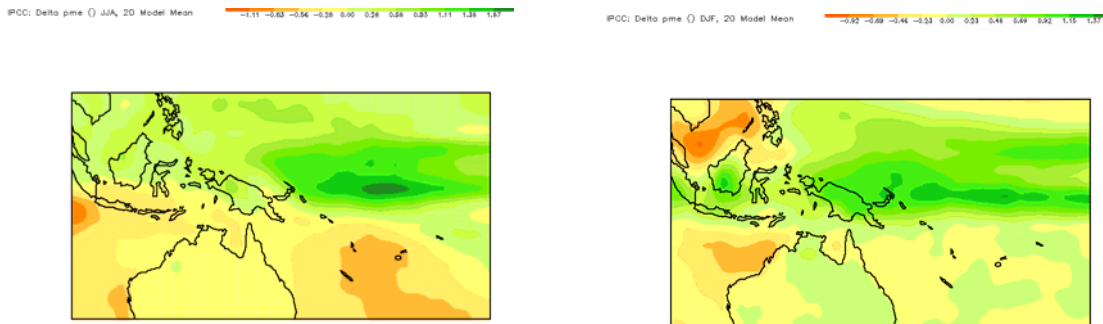 IPCC: Delta pme () JJA, 20 Model Mean
-1.11 -0.83 -0.56 -0.28 0.00 0.28 0.56 0.83 1.11 1.39 1.67
IPCC: Delta pme () DJF, 20 Model Mean
-0.92 -0.69 -0.46 -0.23 0.00 0.23 0.46 0.69 0.92 1.15 1.37